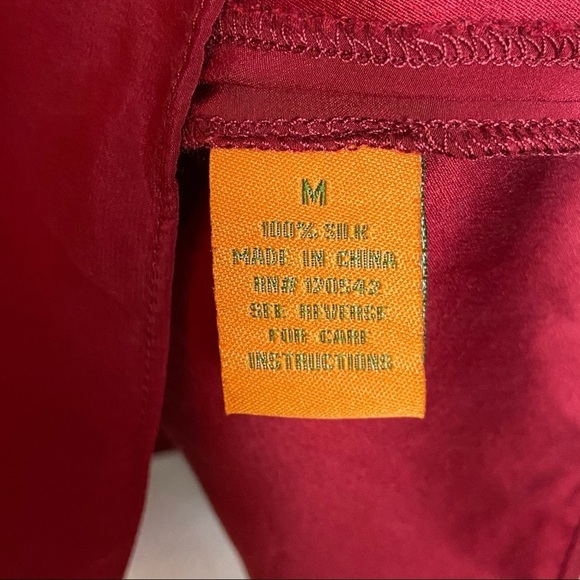 M
100% SILK
MADE IN CHINA
RN# 120542
SEE REVERSE
FOR CARE
INSTRUCTIONS